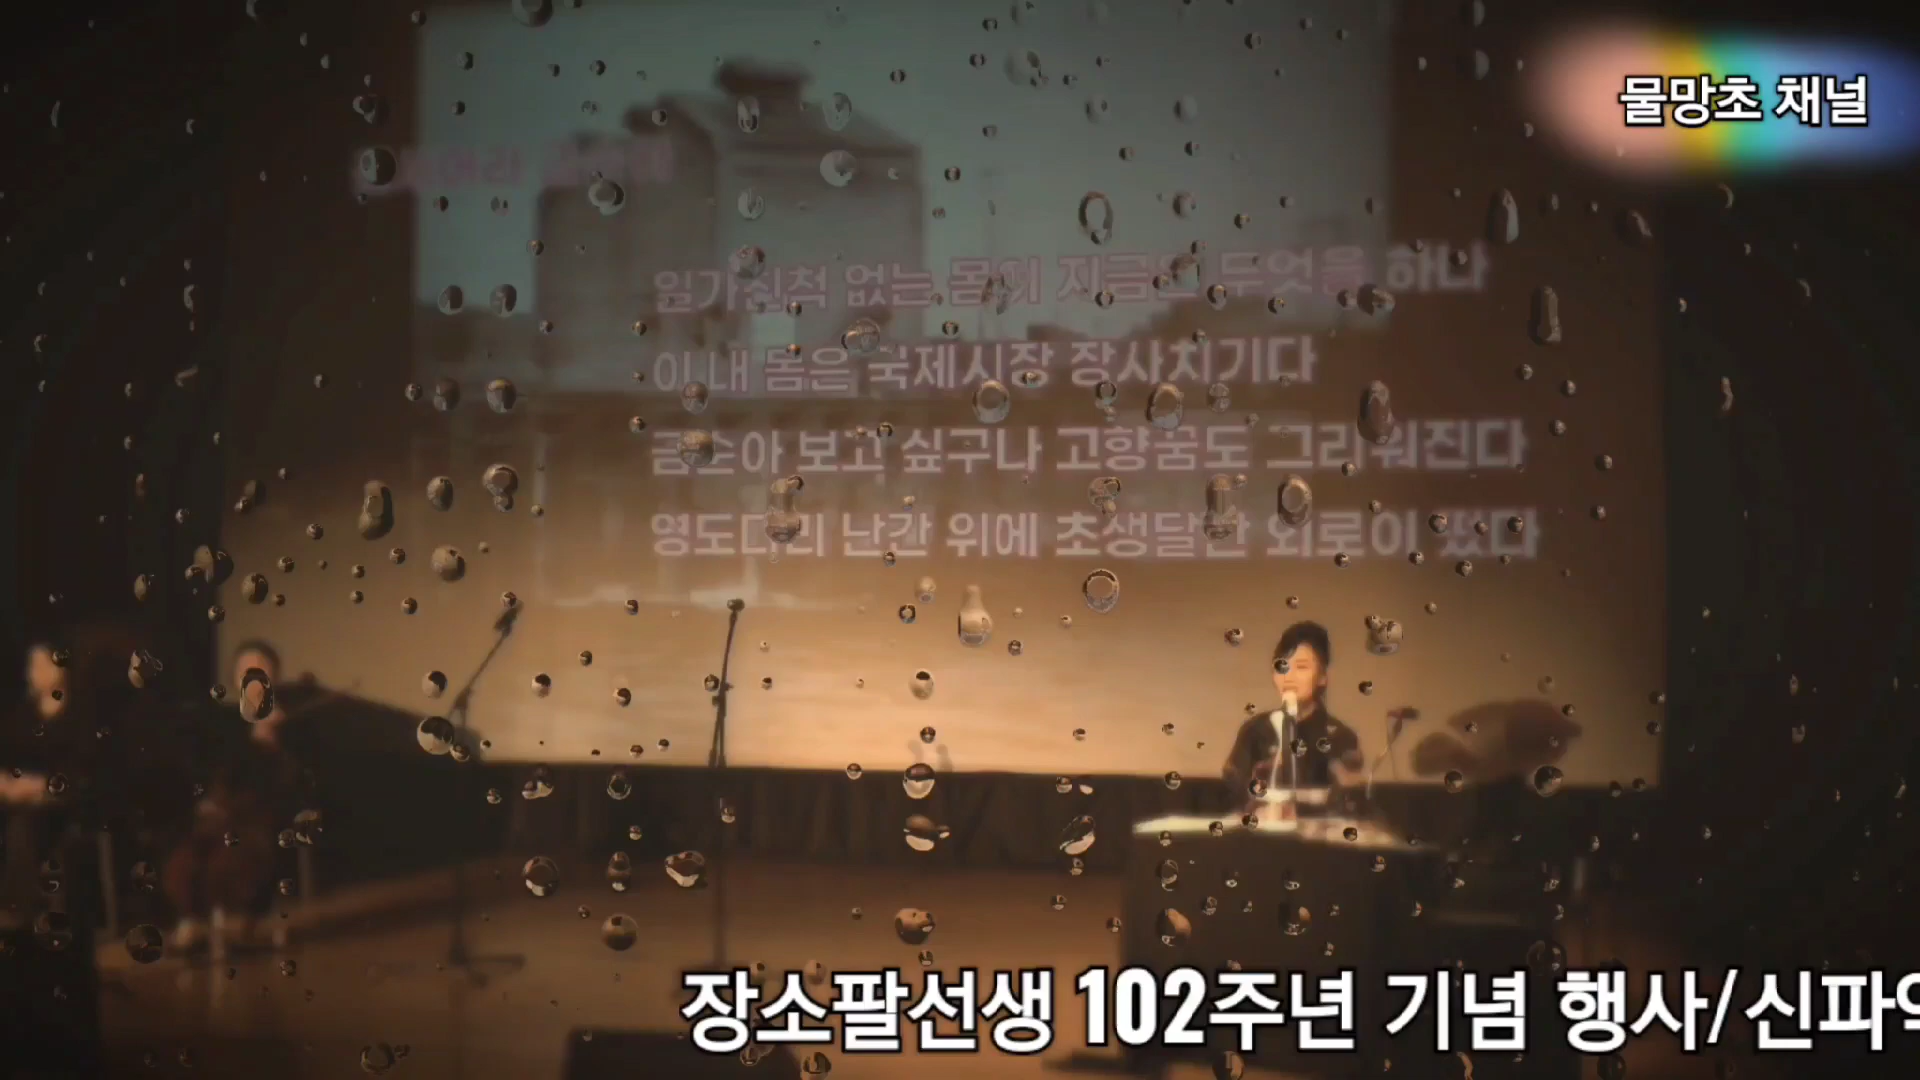 물망초 채널
일가친척 없는 몸이 지금은 무엇을 하나
이 내 몸은 국제시장 장사치기다
금순아 보고 싶구나 고향꿈도 그리워진다
영도다리 난간 위에 초생달만 외로이 떴다
장소팔선생 102주년 기념 행사/신파